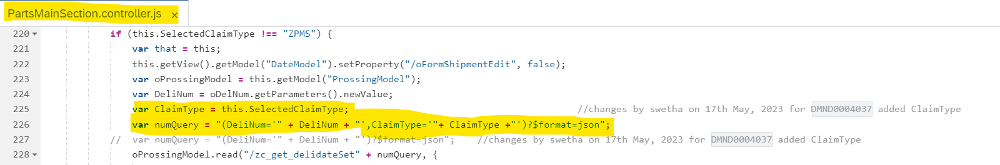 PartsMainSection.controller.js ×
220 if (this.SelectedClaimType !== "ZPMS") {
221 var that = this;
222 this.getView().getModel("DateModel").setProperty("/oFormShipmentEdit", false);
223 var oProssingModel = this.getModel("ProssingModel");
224 var DeliNum = oDelNum.getParameters().newValue;
225 var ClaimType = this.SelectedClaimType; //changes by swetha on 17th May, 2023 for DMND0004037 added ClaimType
226 var numQuery = "(DeliNum='" + DeliNum + "',ClaimType='"+ ClaimType +"')?$format=json";
227 // var numQuery = "(DeliNum='" + DeliNum + "')?$format=json"; //changes by swetha on 17th May, 2023 for DMND0004037 added ClaimType
228 oProssingModel.read("/zc_get_delidateSet" + numQuery, {